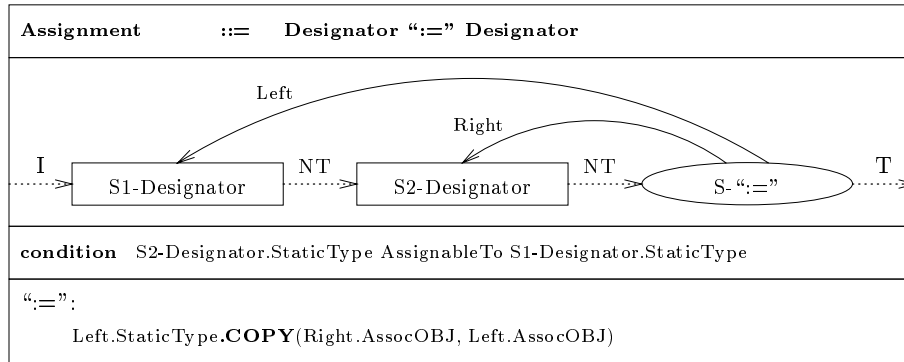 Assignment ::= Designator “:=” Designator
Left
Right
I
S1-Designator
NT
S2-Designator
NT
S-“:=”
T
condition S2-Designator.StaticType AssignableTo S1-Designator.StaticType
“:=”:
Left.StaticType.COPY(Right.AssocOBJ, Left.AssocOBJ)